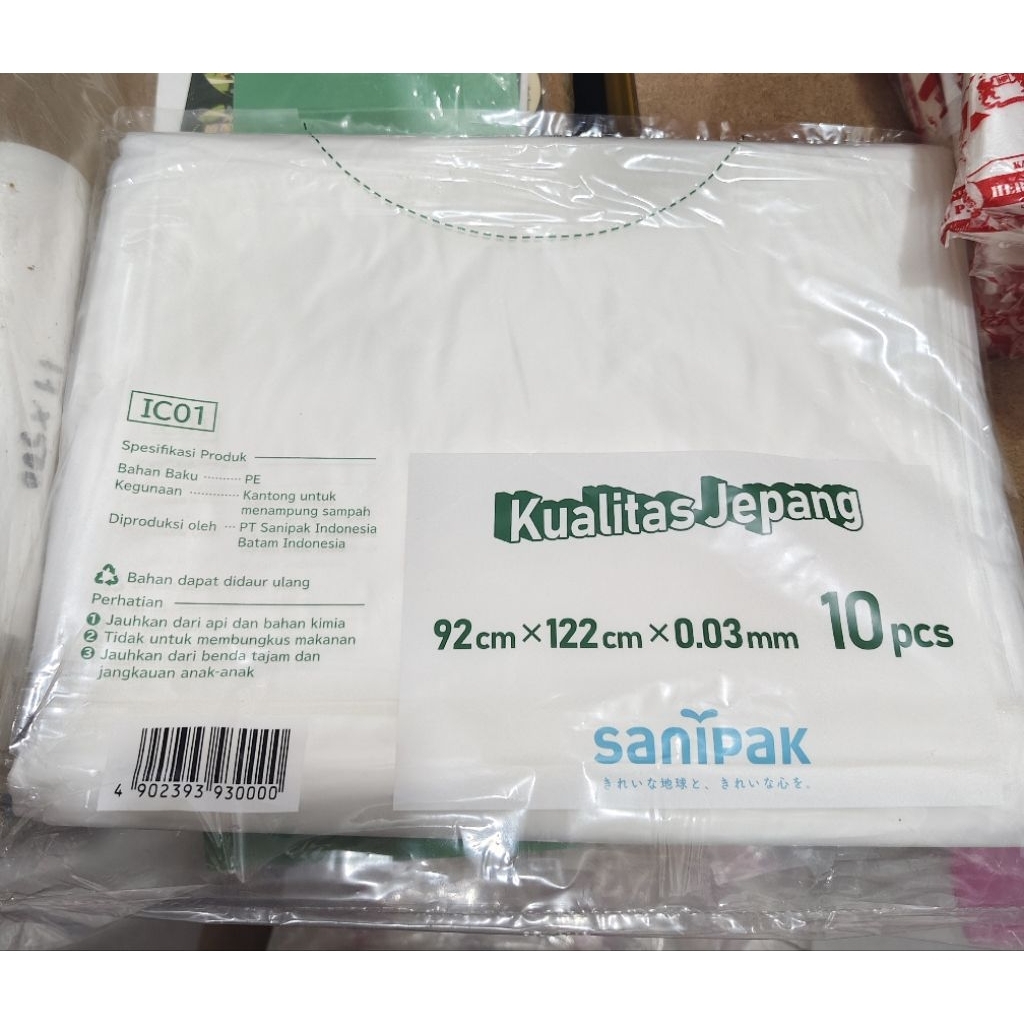 IC01
Spesifikasi Produk
Bahan Baku ·········· PE
Kegunaan ············· Kantong untuk
menampung sampah
Diproduksi oleh ··· PT Sanipak Indonesia
Batam Indonesia
Bahan dapat didaur ulang
Perhatian
❶ Jauhkan dari api dan bahan kimia
❷ Tidak untuk membungkus makanan
❸ Jauhkan dari benda tajam dan
jangkauan anak-anak
4 902393 930000
Kualitas Jepang
92cm×122cm×0.03mm 10pcs
sanipak
きれいな地球と、きれいな心を。